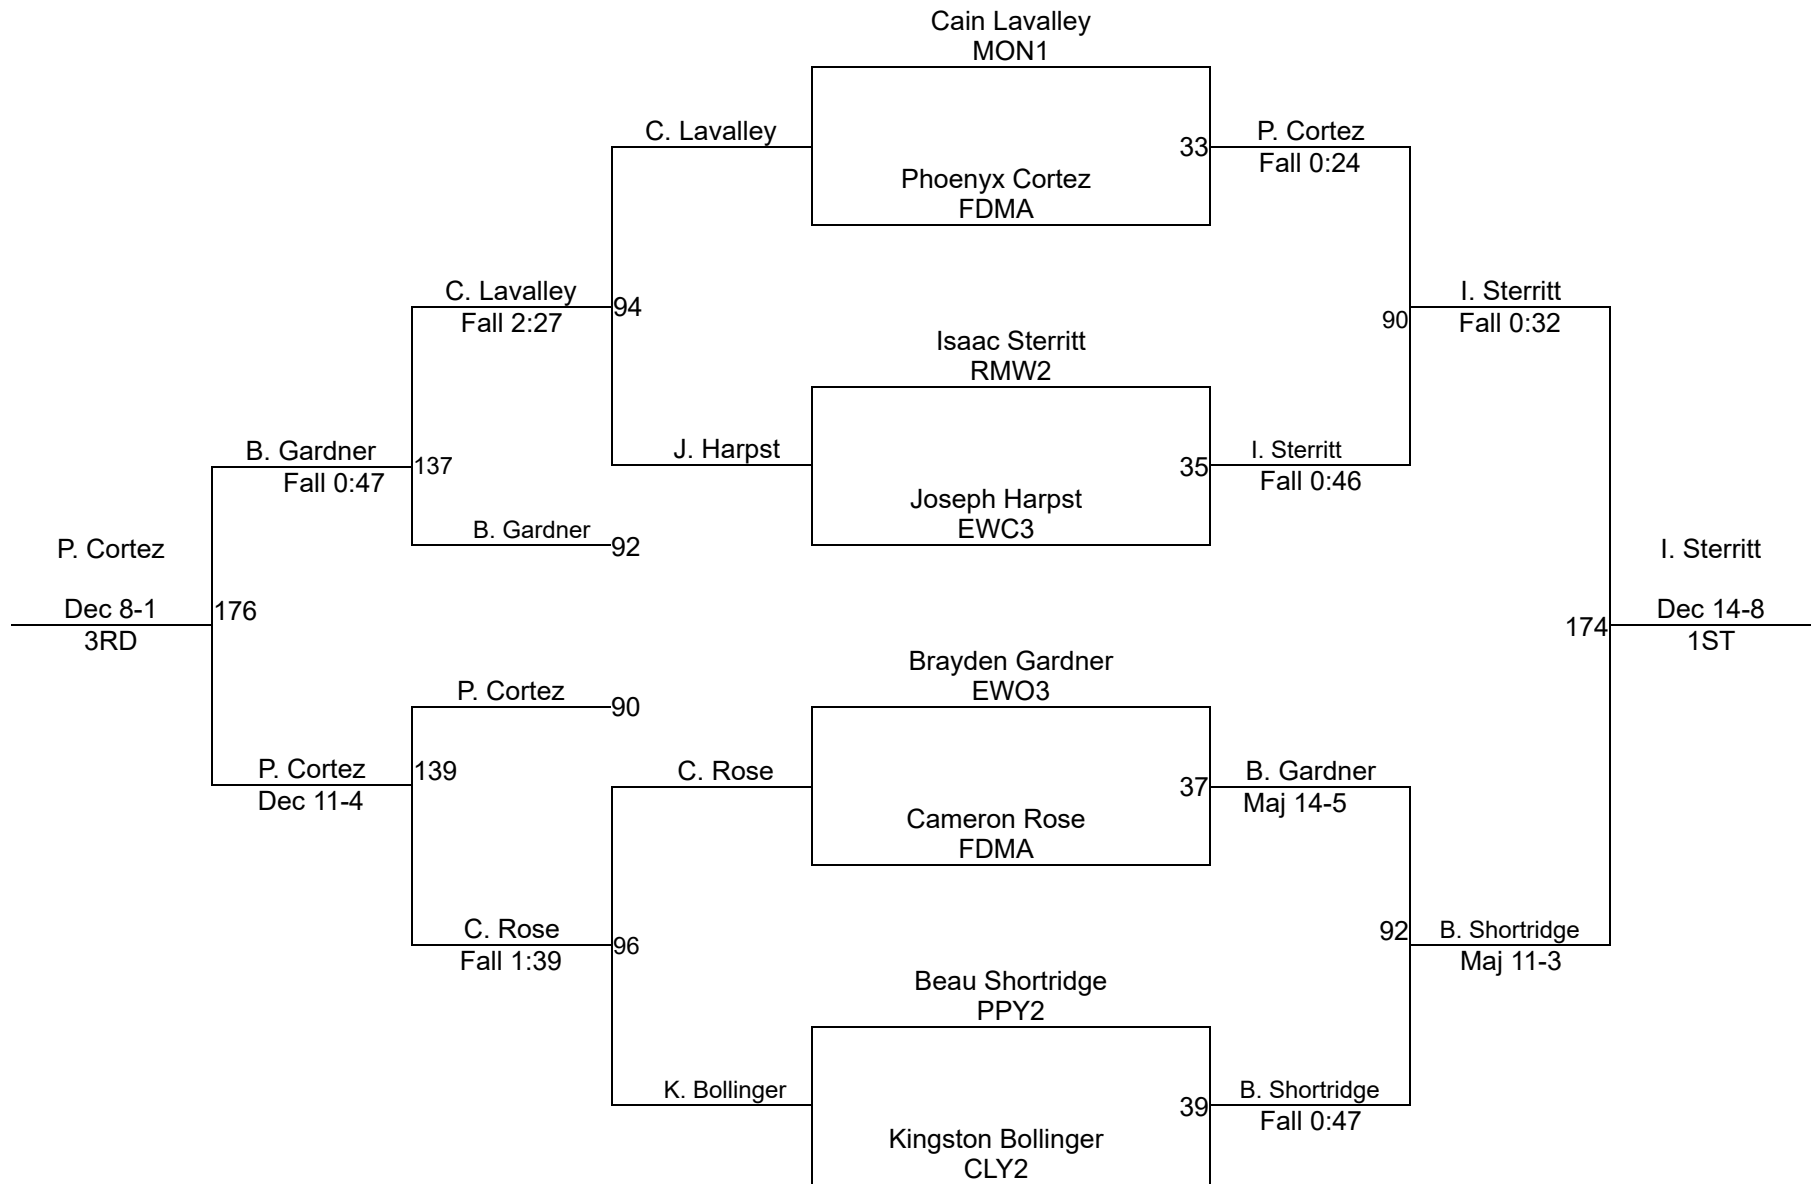 Cain Lavalley
MON1
C. Lavalley
33
P. Cortez
Fall 0:24
Phoenyx Cortez
FDMA
C. Lavalley
Fall 2:27
94
I. Sterritt
Fall 0:32
90
Isaac Sterritt
RMW2
B. Gardner
Fall 0:47
137
J. Harpst
35
I. Sterritt
Fall 0:46
Joseph Harpst
EWC3
B. Gardner
92
P. Cortez
Dec 8-1
3RD
176
I. Sterritt
Dec 14-8
1ST
174
Brayden Gardner
EWO3
P. Cortez
90
P. Cortez
Dec 11-4
139
C. Rose
37
B. Gardner
Maj 14-5
Cameron Rose
FDMA
C. Rose
Fall 1:39
96
92
B. Shortridge
Maj 11-3
Beau Shortridge
PPY2
K. Bollinger
39
B. Shortridge
Fall 0:47
Kingston Bollinger
CLY2